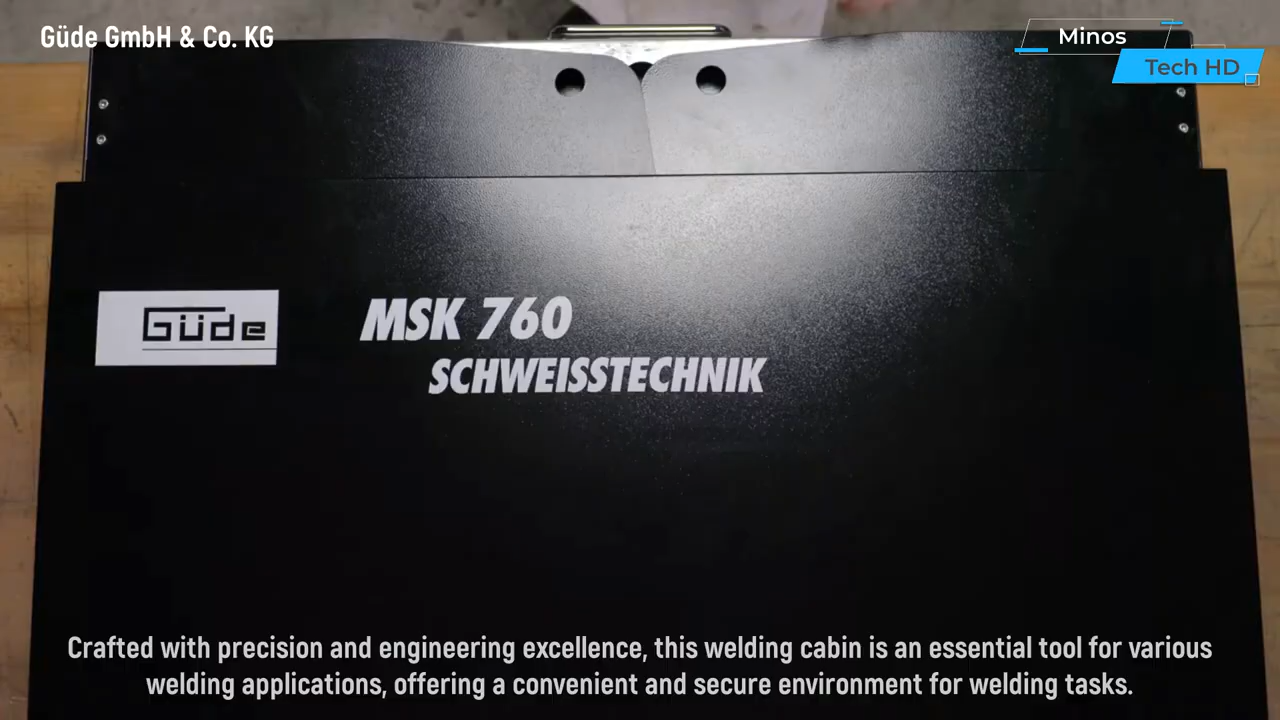 Güde GmbH & Co. KG
Minos
Tech HD
Güde
MSK 760
SCHWEISSTECHNIK
Crafted with precision and engineering excellence, this welding cabin is an essential tool for various
welding applications, offering a convenient and secure environment for welding tasks.